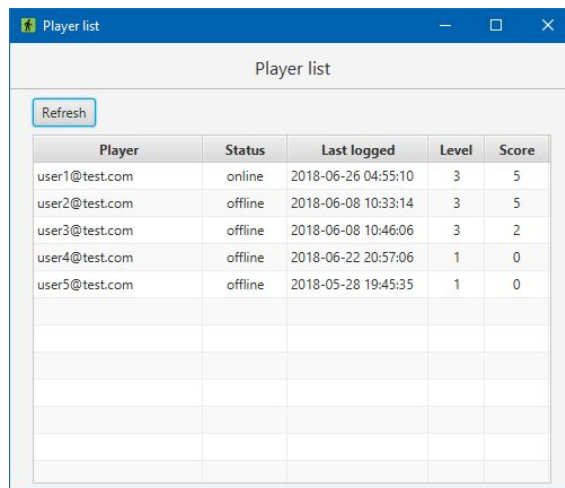 Player list
Player list
Refresh
Player Status Last logged Level Score
user1@test.com online 2018-06-26 04:55:10 3 5
user2@test.com offline 2018-06-08 10:33:14 3 5
user3@test.com offline 2018-06-08 10:46:06 3 2
user4@test.com offline 2018-06-22 20:57:06 1 0
user5@test.com offline 2018-05-28 19:45:35 1 0